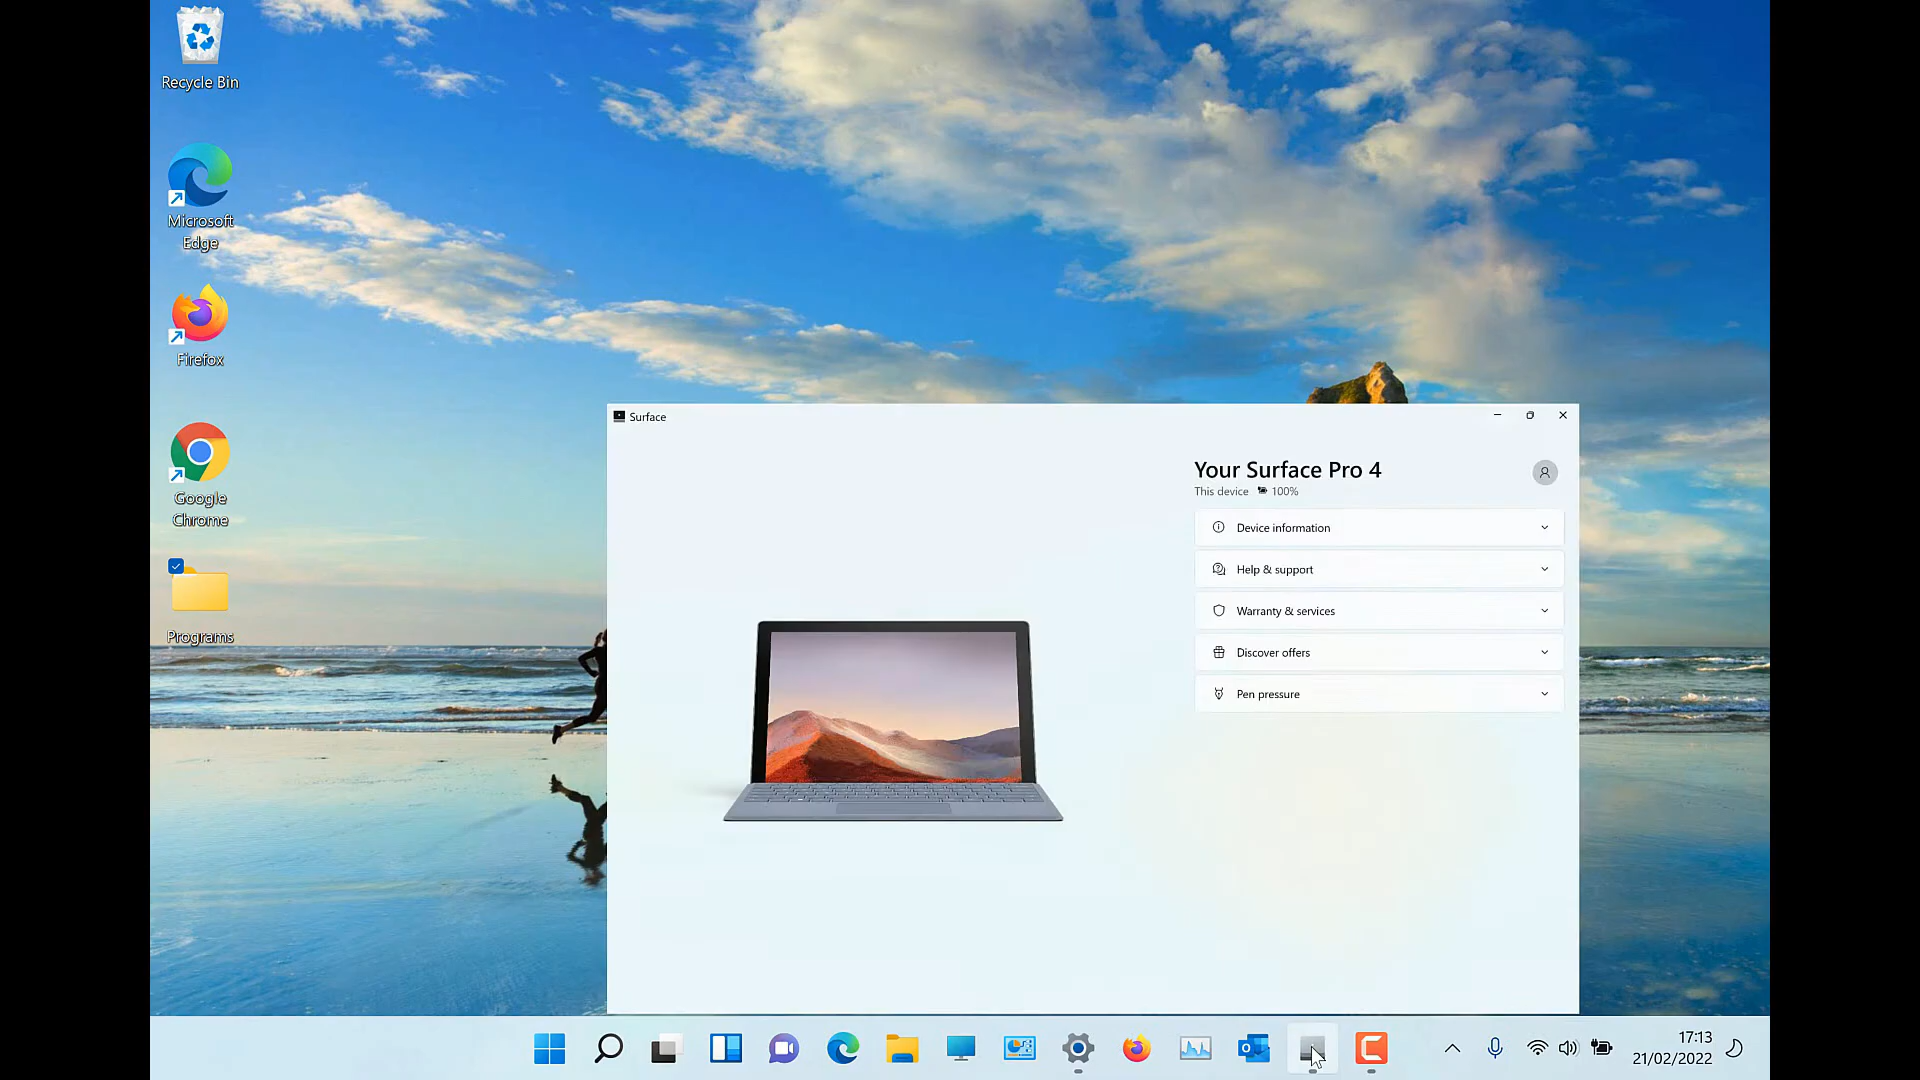 Recycle Bin
Microsoft
Edge
Firefox
Google
Chrome
Programs
Surface
Your Surface Pro 4
This device 100%
Device information
Help & support
Warranty & services
Discover offers
Pen pressure
17:13
21/02/2022